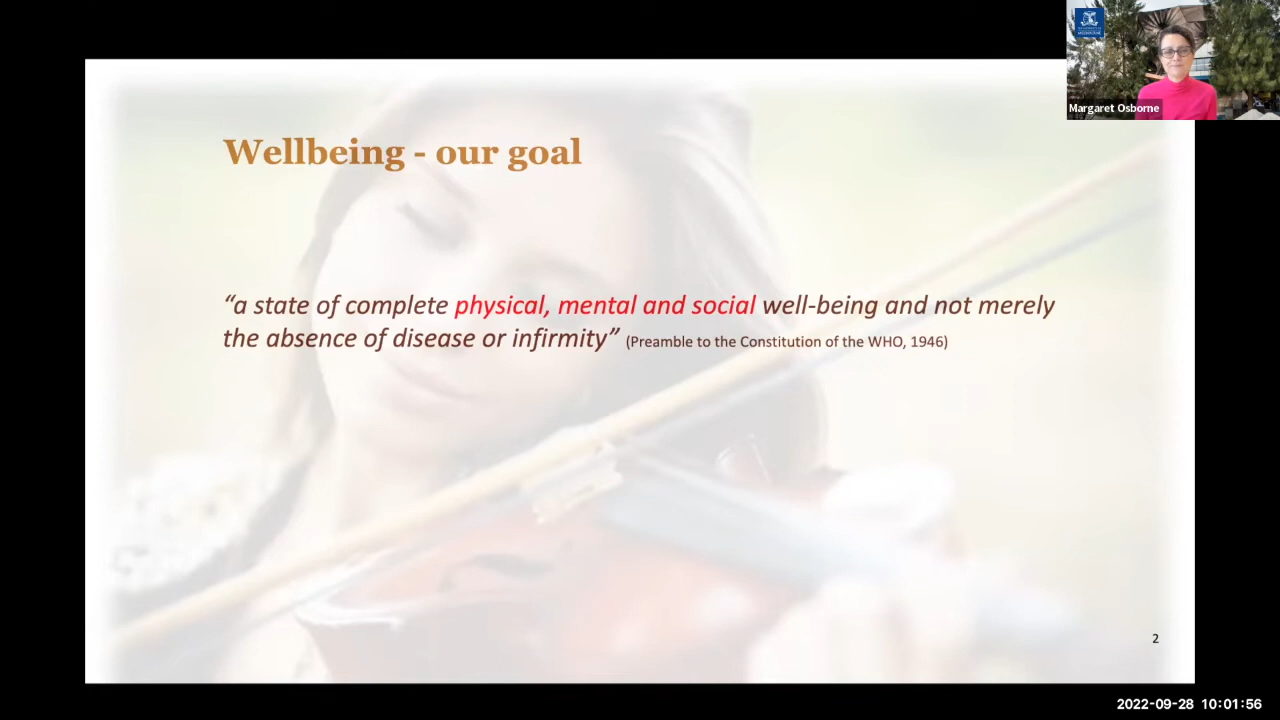 Margaret Osborne
Wellbeing - our goal
“a state of complete physical, mental and social well-being and not merely
the absence of disease or infirmity” (Preamble to the Constitution of the WHO, 1946)
2
2022-09-28 10:01:56